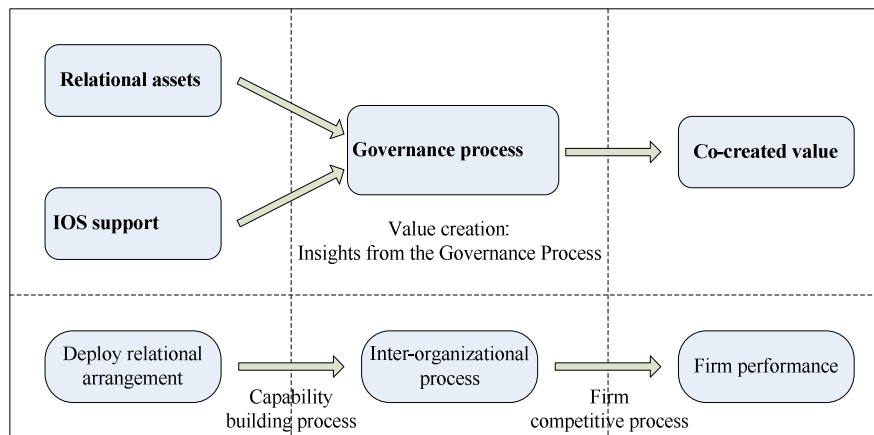 Relational assets
Governance process
Co-created value
IOS support
Value creation:
Insights from the Governance Process
Deploy relational
arrangement
Inter-organizational
process
Firm performance
Capability
building process
Firm
competitive process